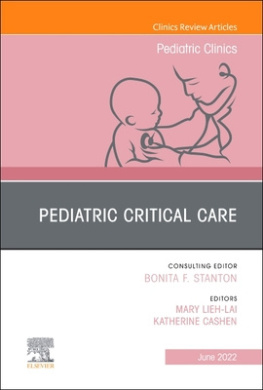 Clinics Review Articles
Pediatric Clinics
PEDIATRIC CRITICAL CARE
CONSULTING EDITOR
BONITA F. STANTON
EDITORS
MARY LIEH-LAI
KATHERINE CASHEN
ELSEVIER
June 2022